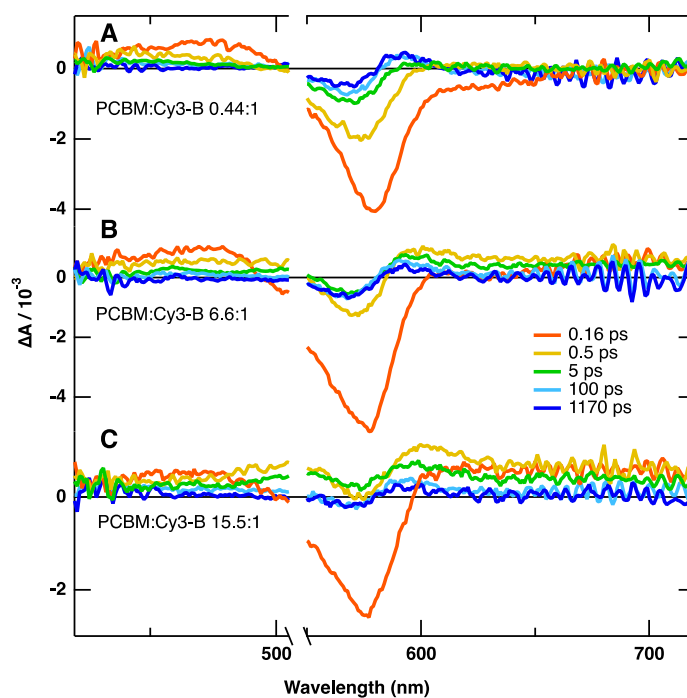 A
0
PCBM:Cy3-B 0.44:1
-2
-4
B
0
PCBM:Cy3-B 6.6:1
-2
-4
ΔA / 10⁻³
0.16 ps
0.5 ps
5 ps
100 ps
1170 ps
C
0
PCBM:Cy3-B 15.5:1
-2
500 600 700
Wavelength (nm)